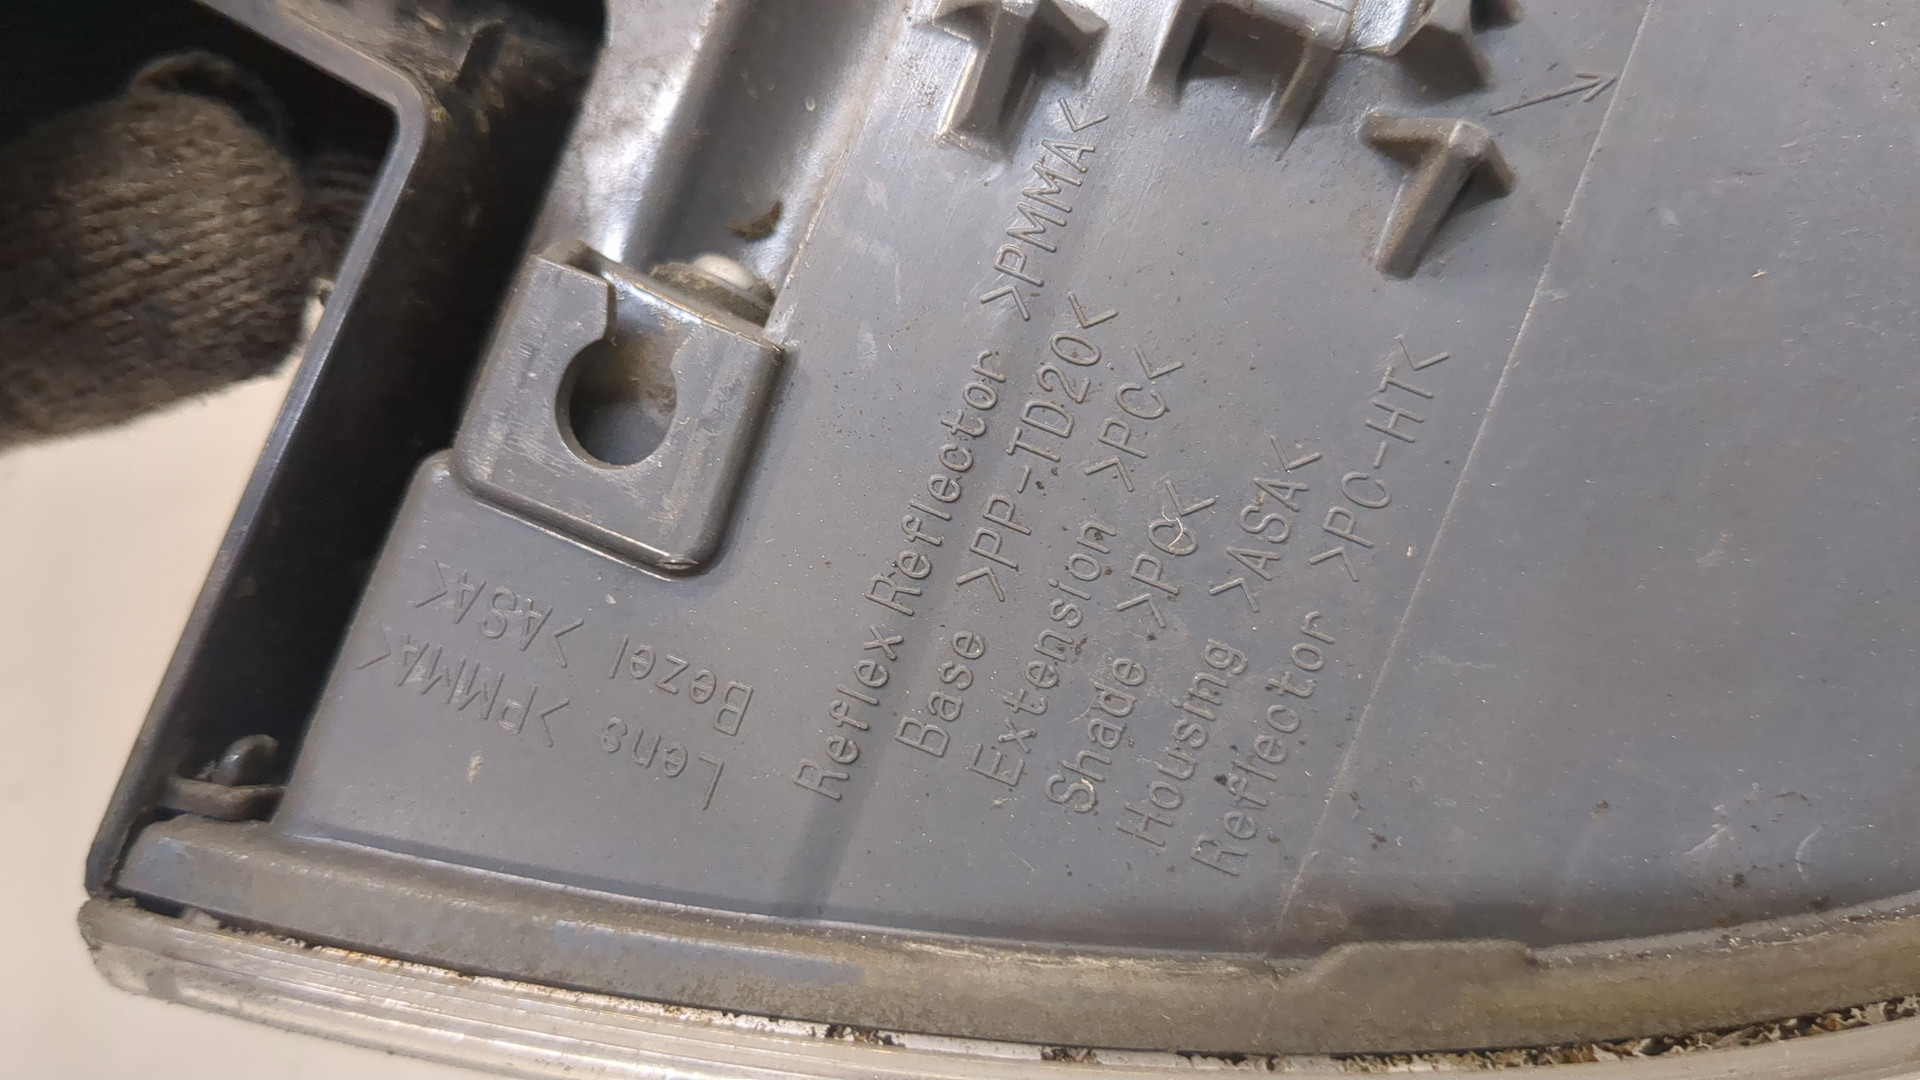 Reflex Reflector >PMMA<
Base >PP-TD20<
Extension >PC<
Shade >PC<
Housing >ASA<
Reflector >PC-HT<
Lens >PMMA<
Bezel >ASA<